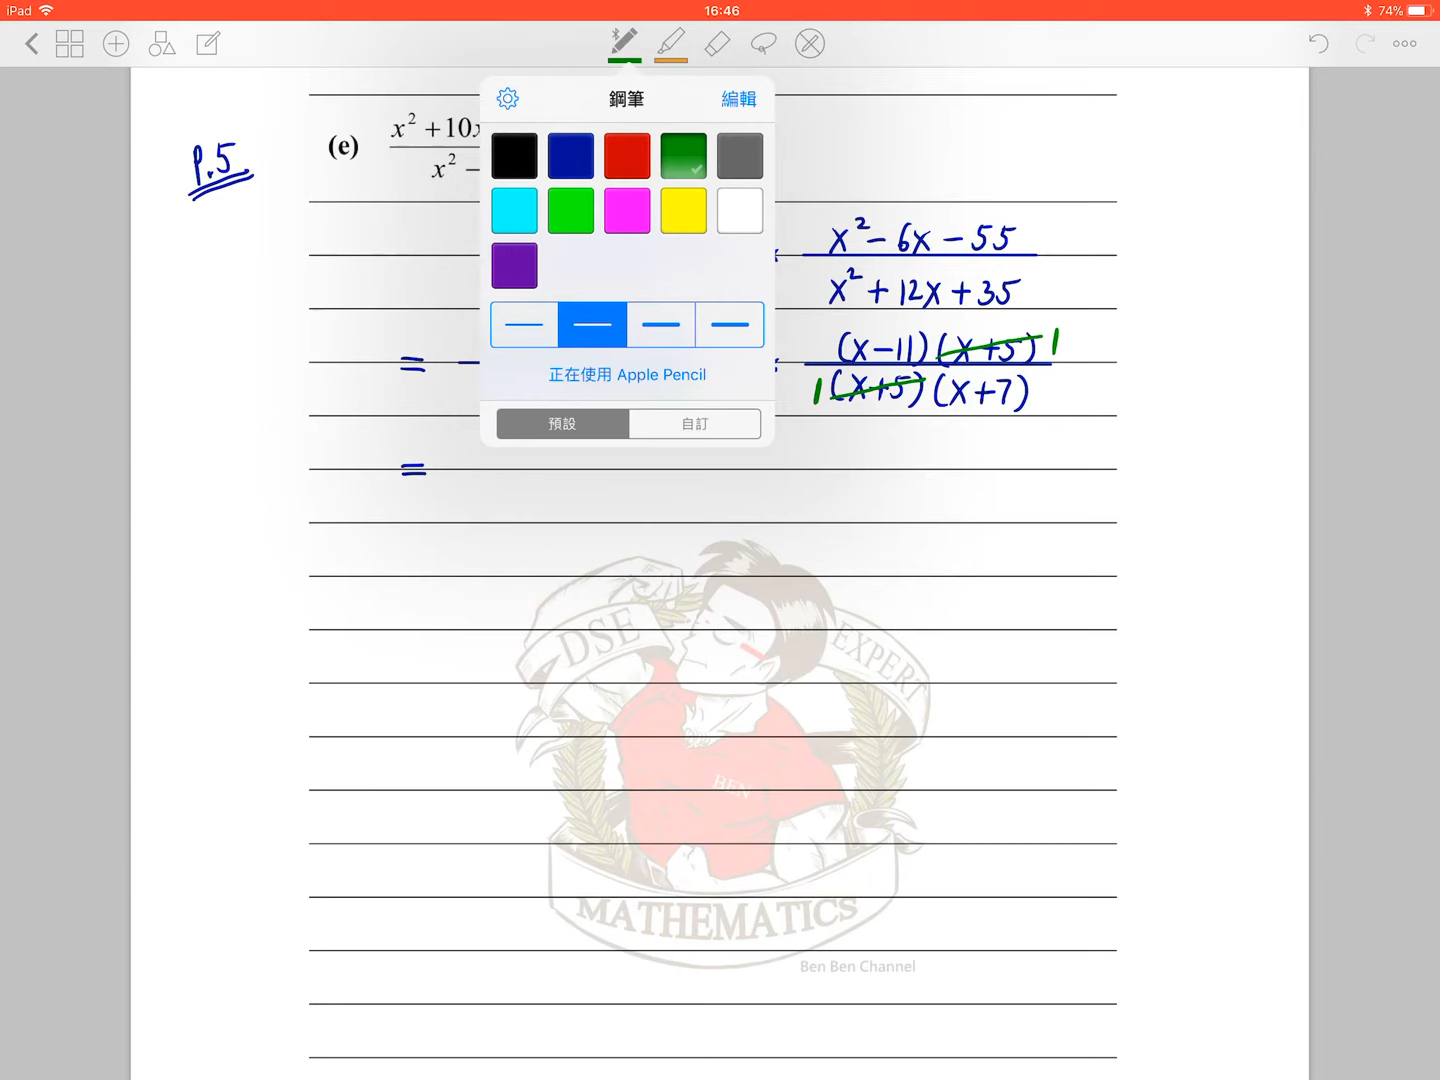 iPad 16:46 74%
鋼筆 編輯
P.5
(e) x² + 10x
x² −
x² − 6x − 55
x² + 12x + 35
= − (x − 11)(x + 5) 1
1 (x + 5)(x + 7)
正在使用 Apple Pencil
預設 自訂
=
DSE EXPERT
BEN
MATHEMATICS
Ben Ben Channel